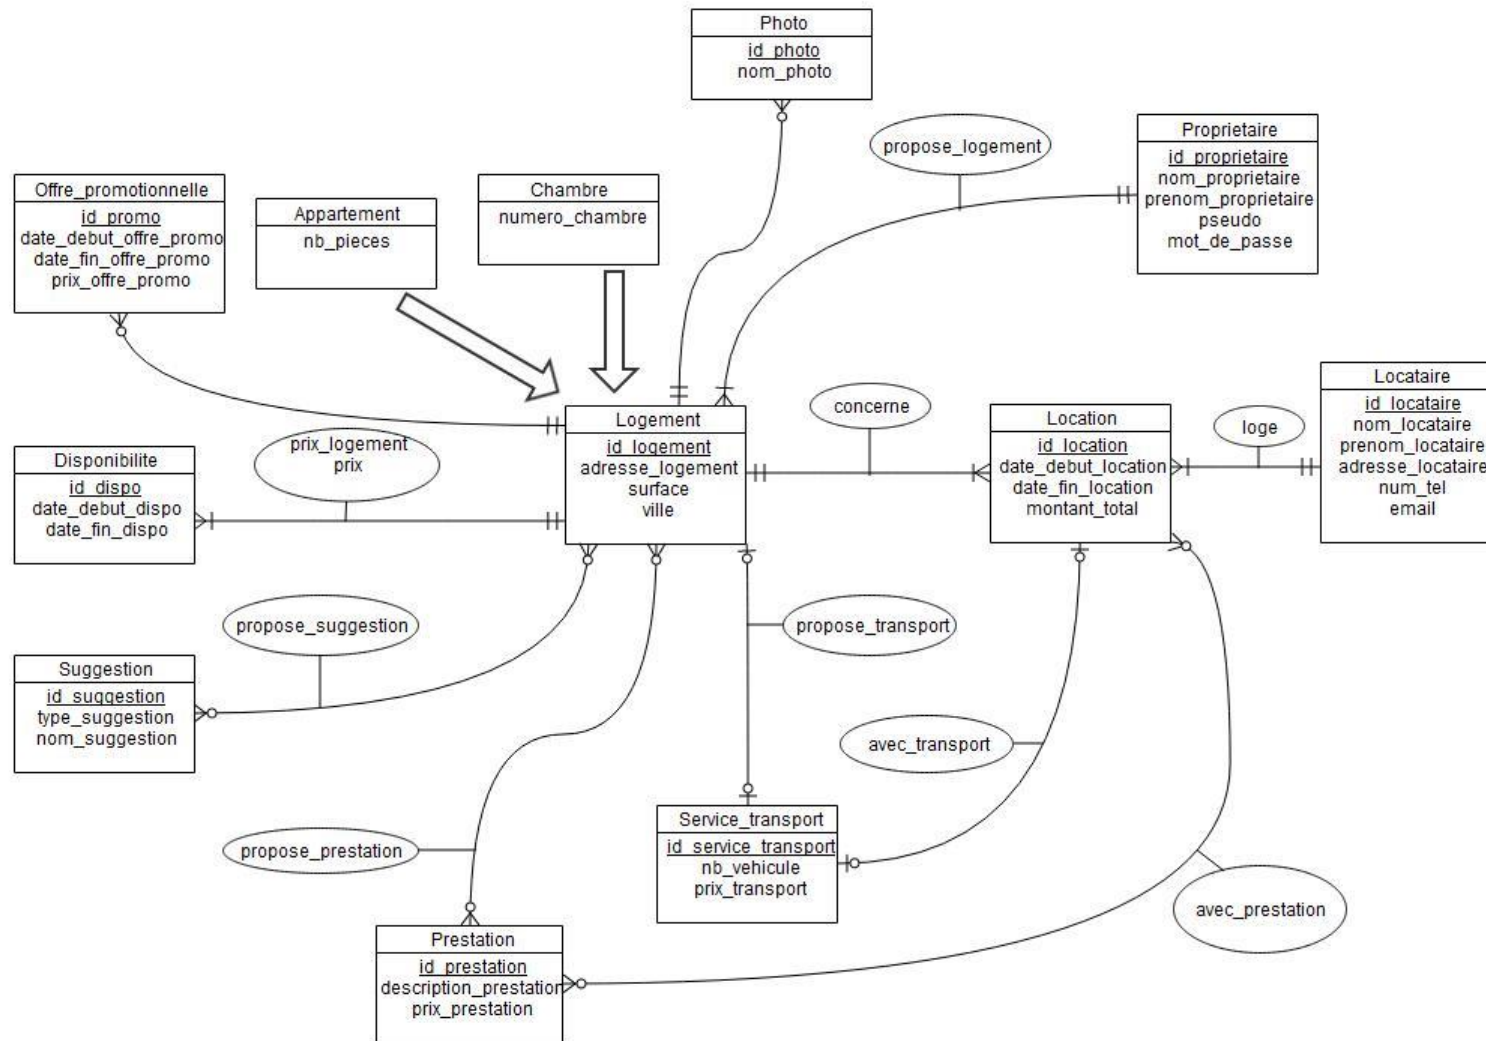 Photo
id_photo
nom_photo
propose_logement
Proprietaire
id_proprietaire
nom_proprietaire
prenom_proprietaire
pseudo
mot_de_passe
Offre_promotionnelle
id_promo
date_debut_offre_promo
date_fin_offre_promo
prix_offre_promo
Appartement
nb_pieces
Chambre
numero_chambre
Logement
id_logement
adresse_logement
surface
ville
concerne
Location
id_location
date_debut_location
date_fin_location
montant_total
loge
Locataire
id_locataire
nom_locataire
prenom_locataire
adresse_locataire
num_tel
email
Disponibilite
id_dispo
date_debut_dispo
date_fin_dispo
prix_logement
prix
propose_suggestion
propose_transport
Suggestion
id_suggestion
type_suggestion
nom_suggestion
avec_transport
propose_prestation
Service_transport
id_service_transport
nb_vehicule
prix_transport
avec_prestation
Prestation
id_prestation
description_prestation
prix_prestation